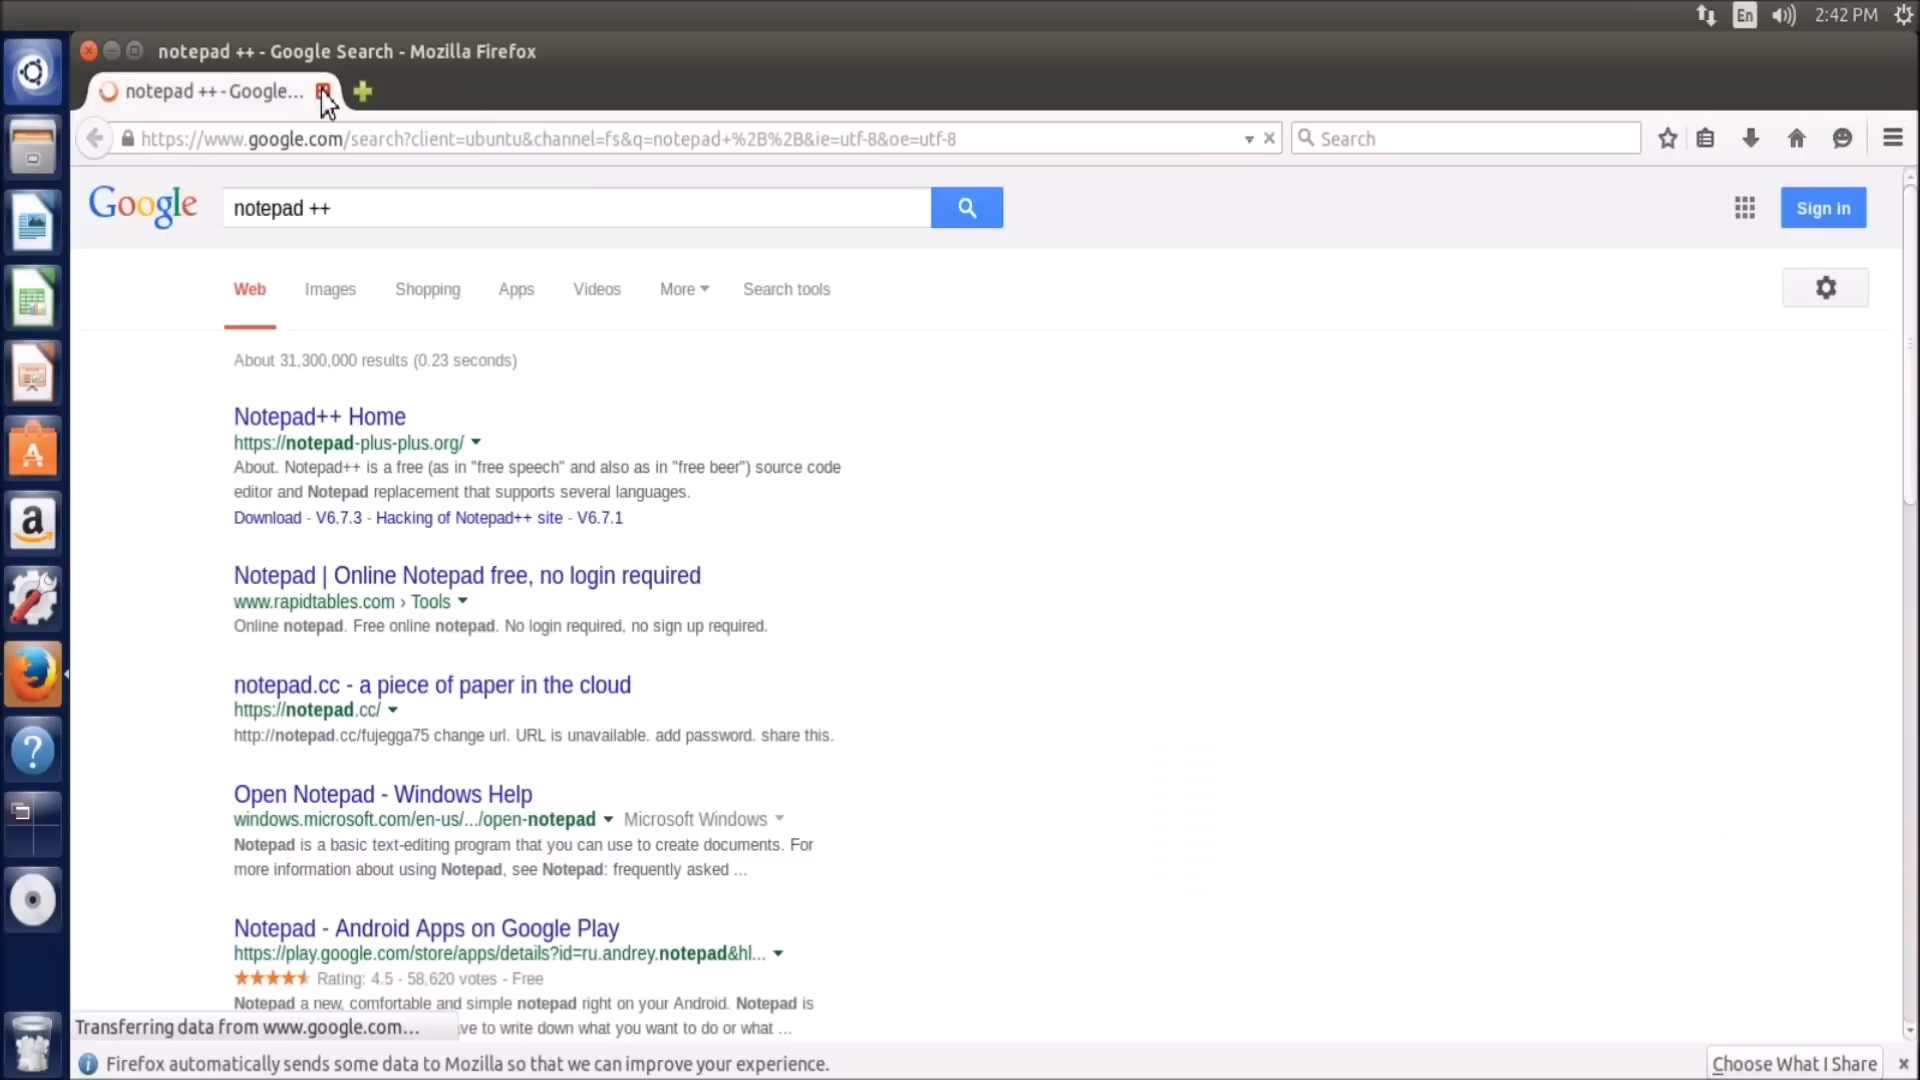 En
2:42 PM
notepad ++ - Google Search - Mozilla Firefox
notepad ++ - Google...
https://www.google.com/search?client=ubuntu&channel=fs&q=notepad+%2B%2B&ie=utf-8&oe=utf-8
Search
Google
notepad ++
Sign in
Web Images Shopping Apps Videos More Search tools
About 31,300,000 results (0.23 seconds)
Notepad++ Home
https://notepad-plus-plus.org/
About. Notepad++ is a free (as in "free speech" and also as in "free beer") source code
editor and Notepad replacement that supports several languages.
Download - V6.7.3 - Hacking of Notepad++ site - V6.7.1
Notepad | Online Notepad free, no login required
www.rapidtables.com › Tools
Online notepad. Free online notepad. No login required, no sign up required.
notepad.cc - a piece of paper in the cloud
https://notepad.cc/
http://notepad.cc/fujegga75 change url. URL is unavailable. add password. share this.
Open Notepad - Windows Help
windows.microsoft.com/en-us/.../open-notepad Microsoft Windows
Notepad is a basic text-editing program that you can use to create documents. For
more information about using Notepad, see Notepad: frequently asked ...
Notepad - Android Apps on Google Play
https://play.google.com/store/apps/details?id=ru.andrey.notepad&hl...
Rating: 4.5 - 58,620 votes - Free
Notepad a new, comfortable and simple notepad right on your Android. Notepad is
Transferring data from www.google.com...
ve to write down what you want to do or what ...
Firefox automatically sends some data to Mozilla so that we can improve your experience.
Choose What I Share